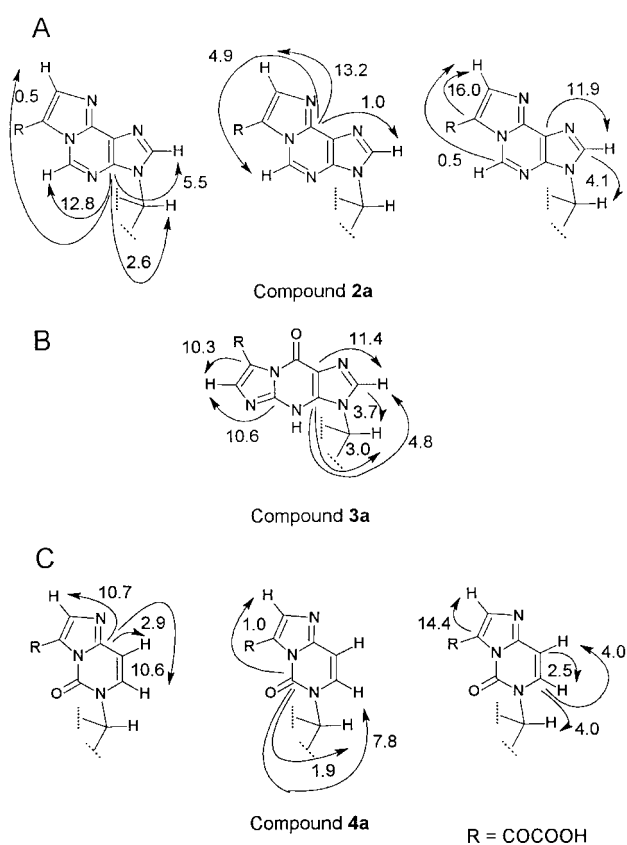 A
4.9
13.2
H
H
H
0.5
N
N
N
16.0
11.9
1.0
R
N
N
R
N
N
R
N
N
H
H
H
H
N
N
H
N
N
0.5
H
N
N
5.5
4.1
12.8
H
H
2.6
Compound 2a
B
R
O
10.3
11.4
N
N
H
H
N
N
N
3.7
10.6
H
H
3.0
4.8
Compound 3a
C
H
10.7
H
H
2.9
1.0
14.4
N
N
N
R
N
H
R
N
R
N
H
4.0
10.6
2.5
O
N
H
O
N
O
N
H
H
H
H
4.0
7.8
1.9
Compound 4a
R = COCOOH